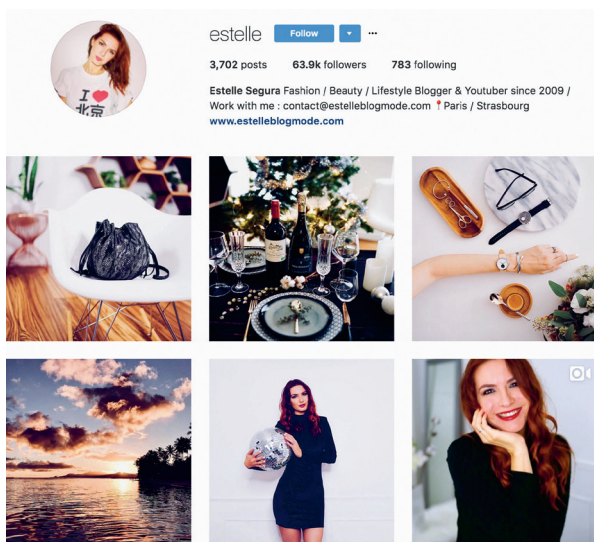 estelle Follow
3,702 posts 63.9k followers 783 following
Estelle Segura Fashion / Beauty / Lifestyle Blogger & Youtuber since 2009 /
Work with me : contact@estelleblogmode.com 📍Paris / Strasbourg
www.estelleblogmode.com
I ❤
北京